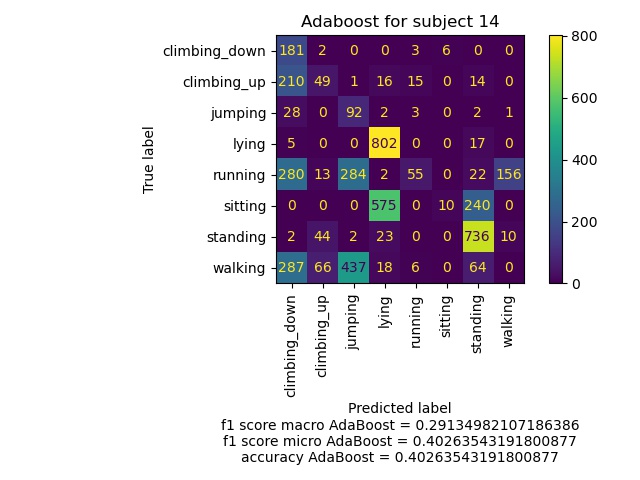 Adaboost for subject 14
True label
climbing_down 181 2 0 0 3 6 0 0
climbing_up 210 49 1 16 15 0 14 0
jumping 28 0 92 2 3 0 2 1
lying 5 0 0 802 0 0 17 0
running 280 13 284 2 55 0 22 156
sitting 0 0 0 575 0 10 240 0
standing 2 44 2 23 0 0 736 10
walking 287 66 437 18 6 0 64 0
climbing_down climbing_up jumping lying running sitting standing walking
800
600
400
200
0
Predicted label
f1 score macro AdaBoost = 0.29134982107186386
f1 score micro AdaBoost = 0.40263543191800877
accuracy AdaBoost = 0.40263543191800877